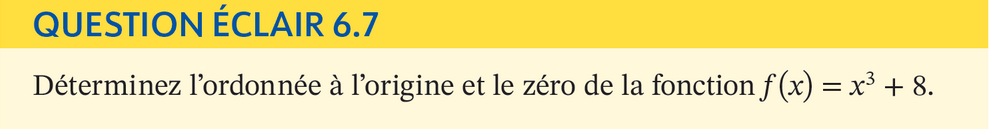 QUESTION ÉCLAIR 6.7
Déterminez l’ordonnée à l’origine et le zéro de la fonction f(x) = x³ + 8.